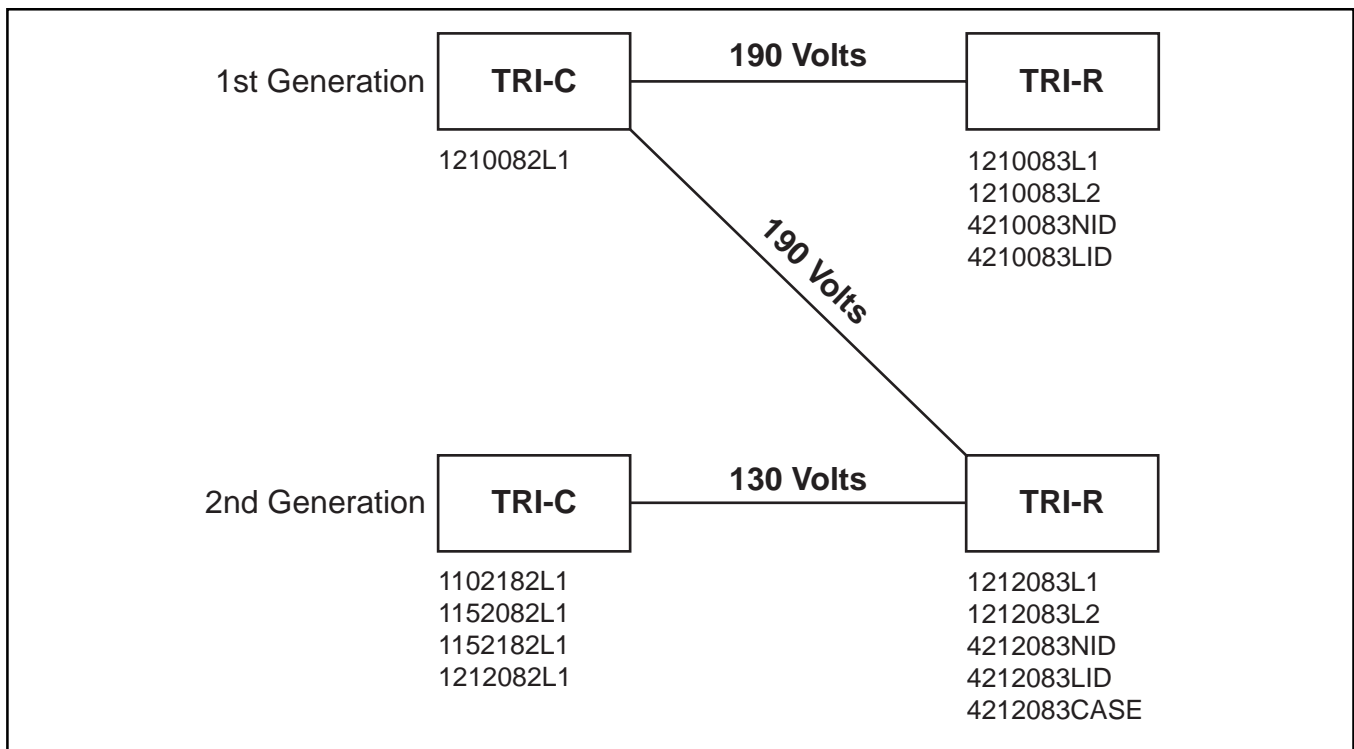 190 Volts
1st Generation
TRI-C
TRI-R
1210082L1
1210083L1
1210083L2
4210083NID
4210083LID
190 Volts
130 Volts
2nd Generation
TRI-C
TRI-R
1102182L1
1152082L1
1152182L1
1212082L1
1212083L1
1212083L2
4212083NID
4212083LID
4212083CASE